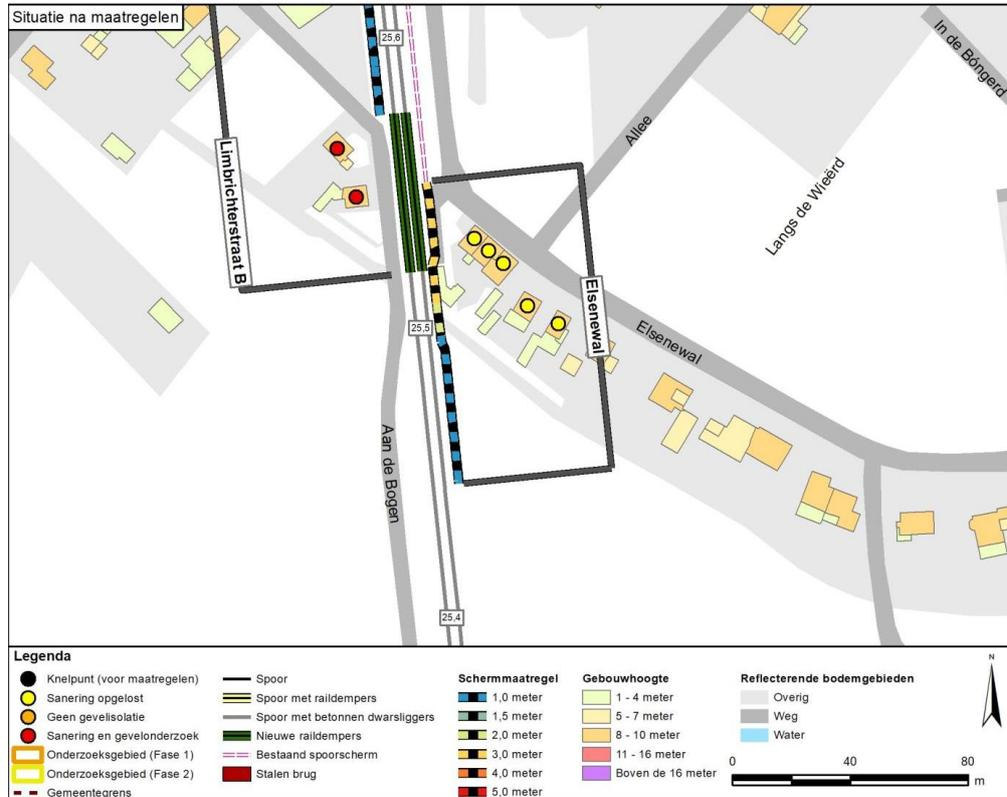 Situatie na maatregelen
25,6
In de Bóngerd
Allee
Limbrichterstraat B
Langs de Wieërd
Elsenewal
25,5
Elsenewal
Aan de Bogen
25,4
Legenda
Knelpunt (voor maatregelen)
Sanering opgelost
Geen gevelisolatie
Sanering en gevelonderzoek
Onderzoeksgebied (Fase 1)
Onderzoeksgebied (Fase 2)
Gemeentegrens
Spoor
Spoor met raildempers
Spoor met betonnen dwarsliggers
Nieuwe raildempers
Bestaand spoorscherm
Stalen brug
Schermmaatregel
1,0 meter
1,5 meter
2,0 meter
3,0 meter
4,0 meter
5,0 meter
Gebouwhoogte
1 - 4 meter
5 - 7 meter
8 - 10 meter
11 - 16 meter
Boven de 16 meter
Reflecterende bodemgebieden
Overig
Weg
Water
N
0 40 80
m